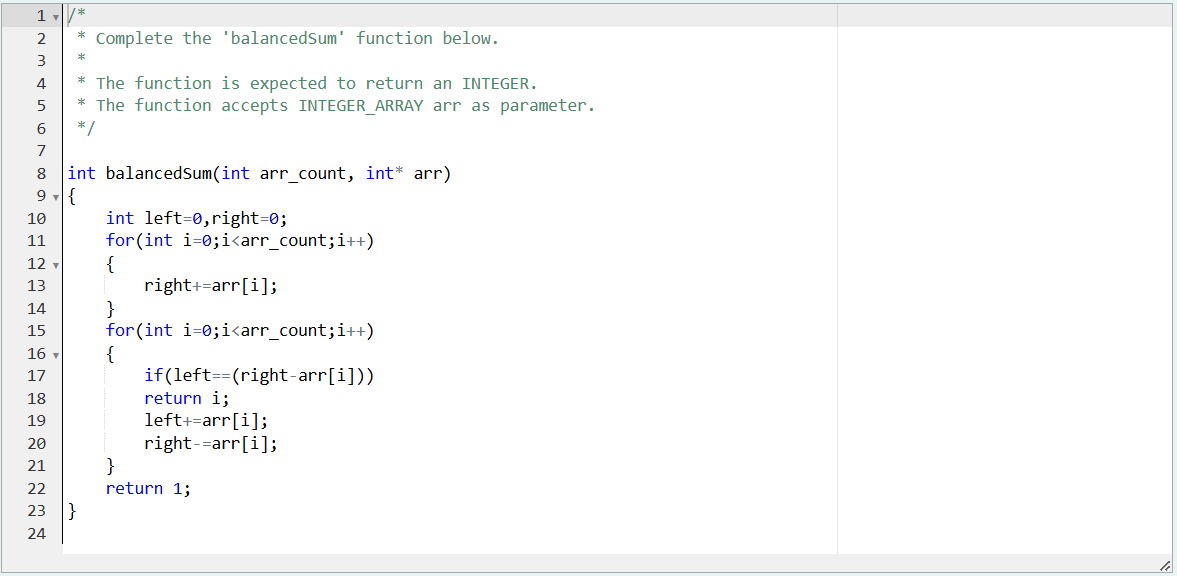 1 /*
2  * Complete the 'balancedSum' function below.
3  *
4  * The function is expected to return an INTEGER.
5  * The function accepts INTEGER_ARRAY arr as parameter.
6  */
7
8 int balancedSum(int arr_count, int* arr)
9 {
10     int left=0,right=0;
11     for(int i=0;i<arr_count;i++)
12     {
13         right+=arr[i];
14     }
15     for(int i=0;i<arr_count;i++)
16     {
17         if(left==(right-arr[i]))
18         return i;
19         left+=arr[i];
20         right-=arr[i];
21     }
22     return 1;
23 }
24